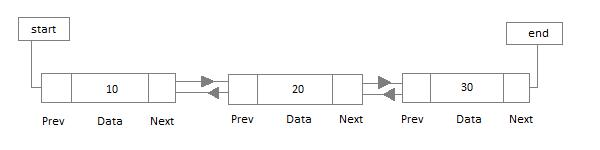 start
end
10
20
30
Prev Data Next
Prev Data Next
Prev Data Next